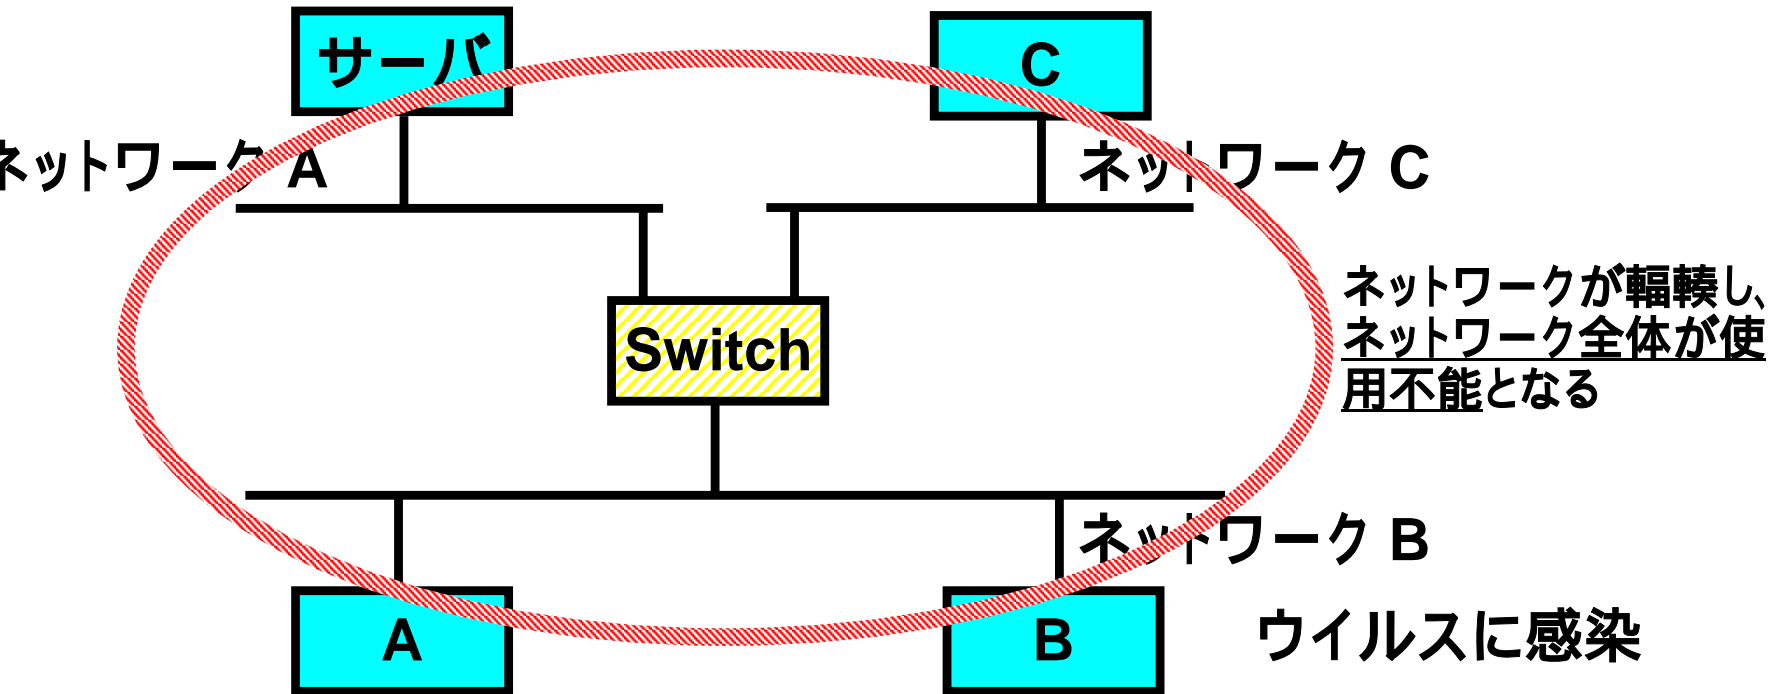 サーバ
C
ネットワーク A
ネットワーク C
Switch
ネットワークが輻輳し、
ネットワーク全体が使
用不能となる
ネットワーク B
A
B
ウイルスに感染